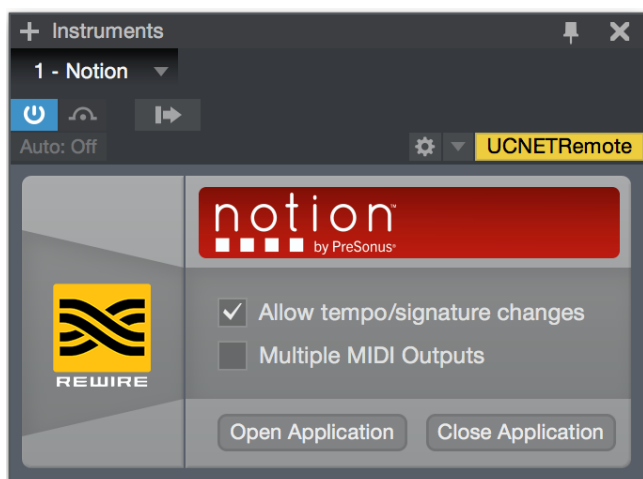 Instruments
1 - Notion
Auto: Off
UCNETRemote
notion™
by PreSonus®
Allow tempo/signature changes
Multiple MIDI Outputs
REWIRE
Open Application Close Application